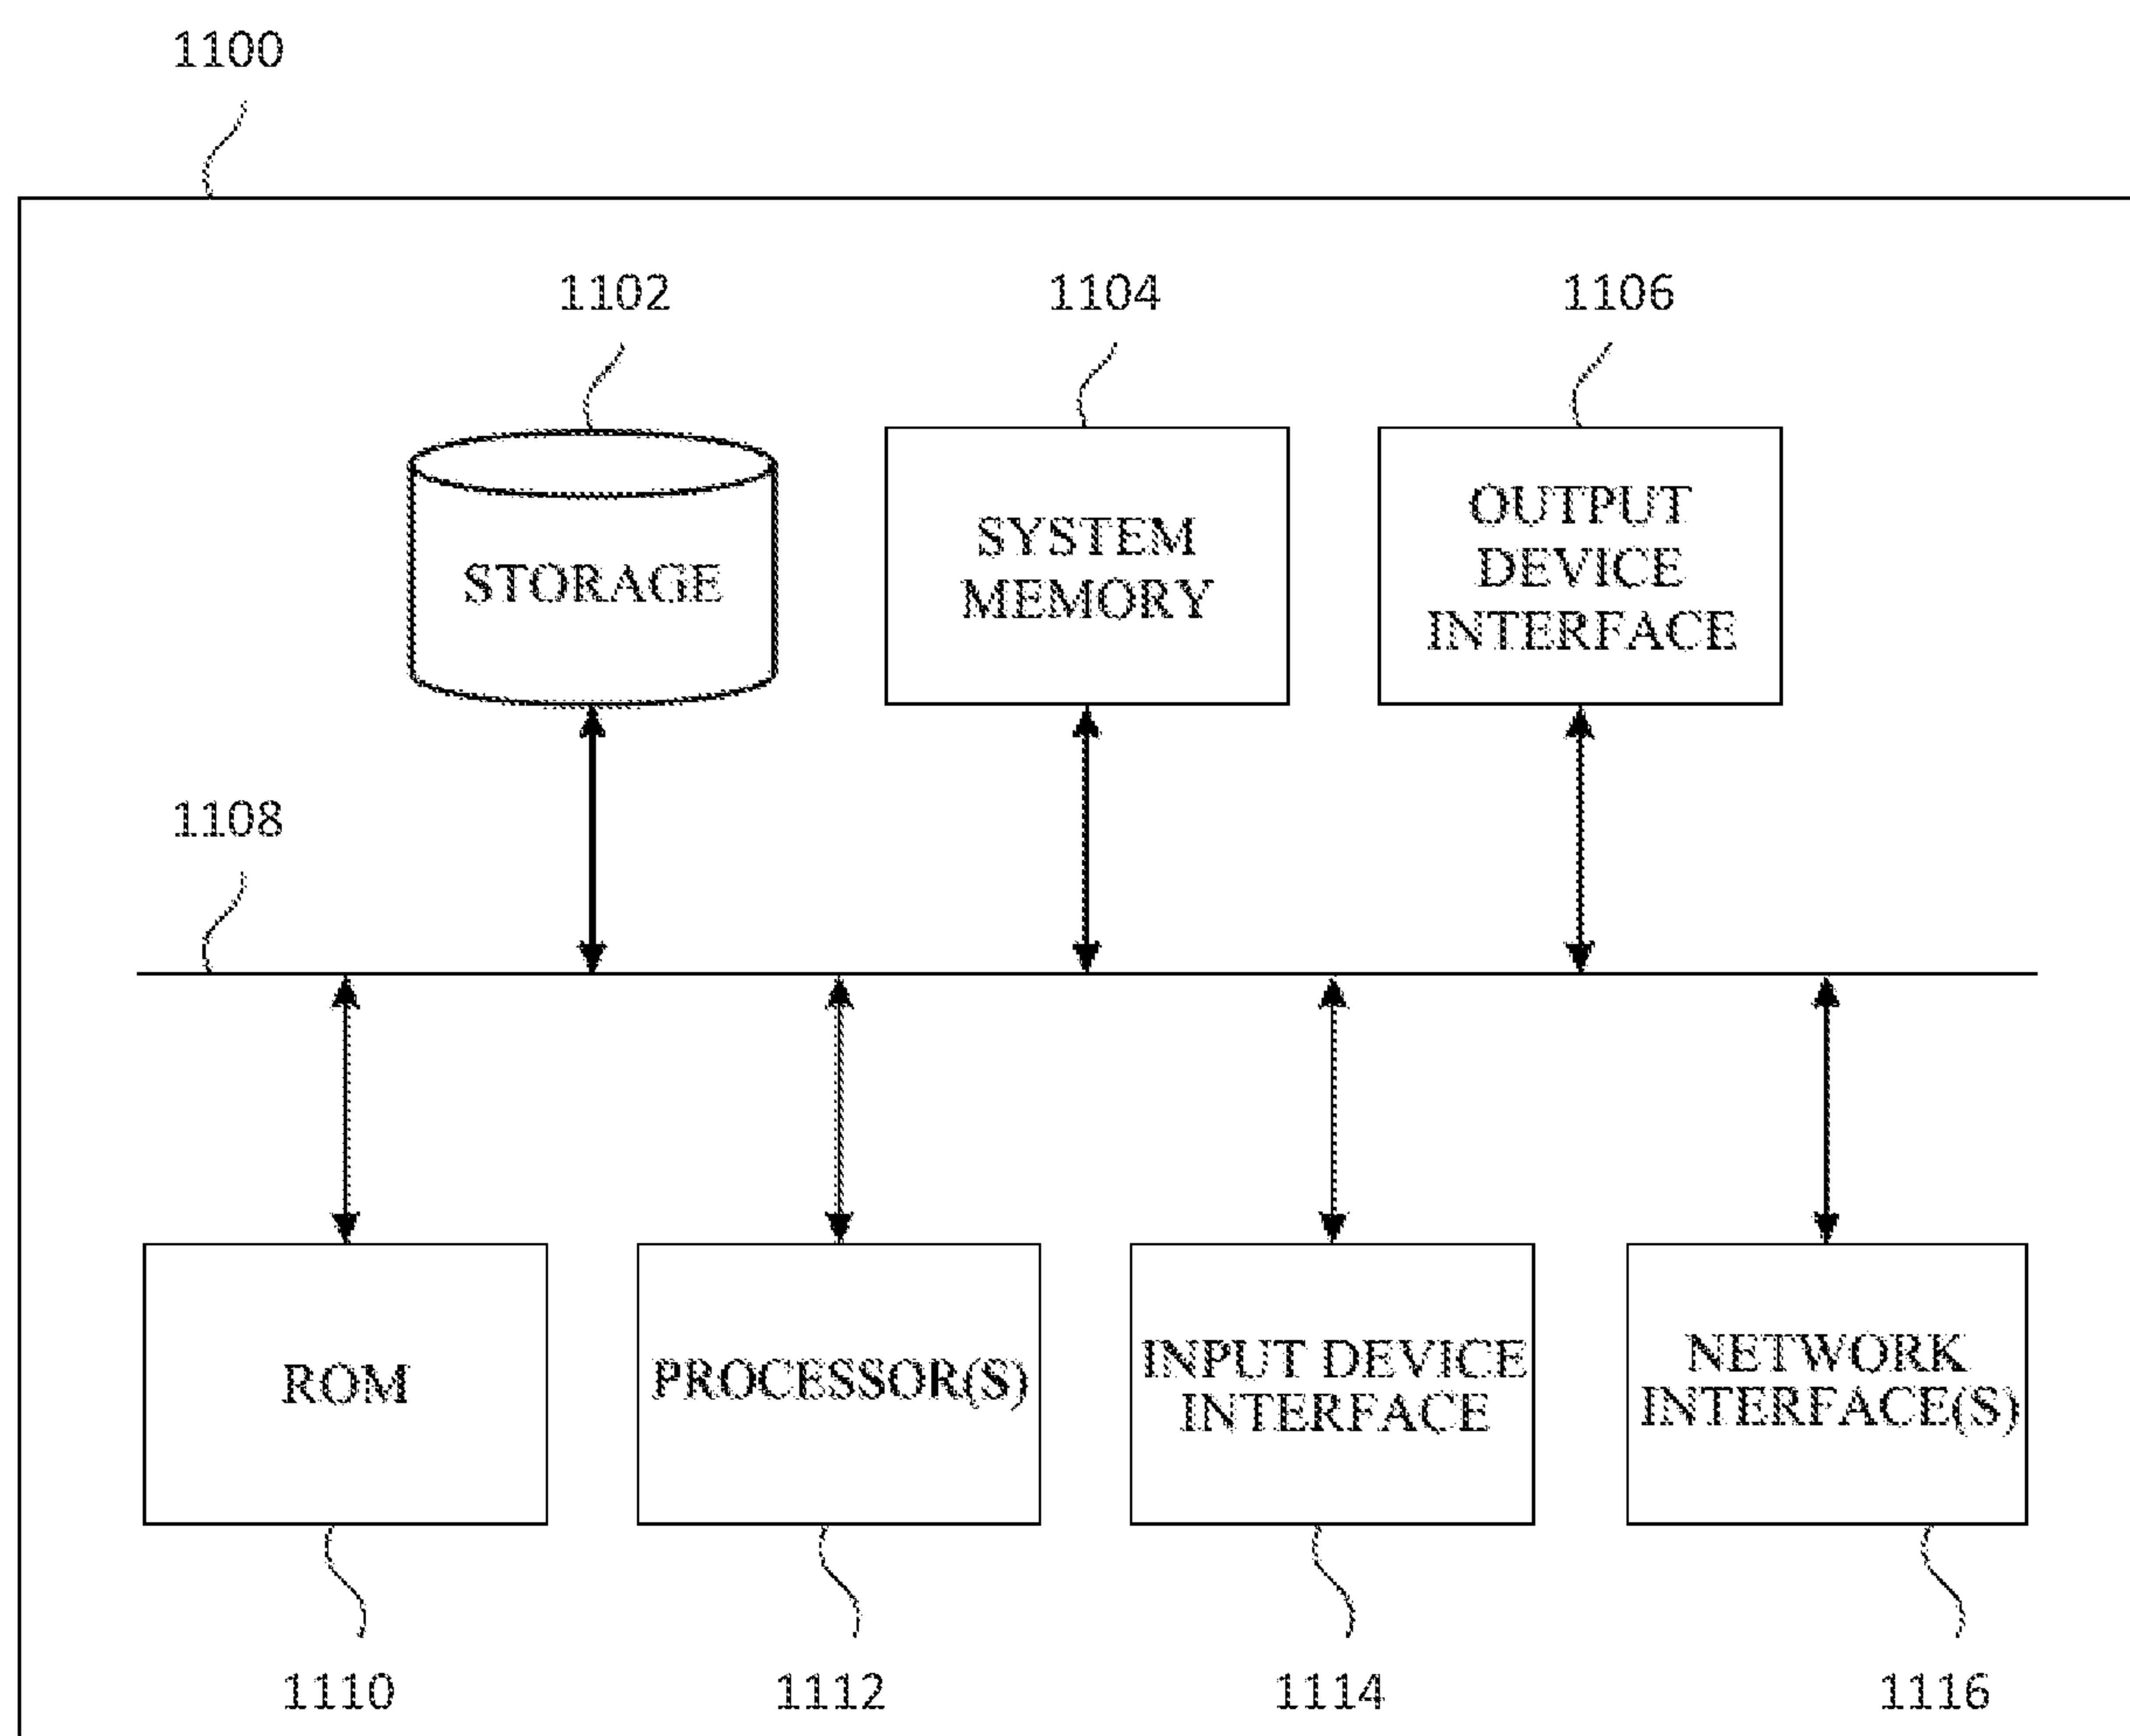 1100
1102
1104
1106
STORAGE
SYSTEM
MEMORY
OUTPUT
DEVICE
INTERFACE
1108
ROM
PROCESSOR(S)
INPUT DEVICE
INTERFACE
NETWORK
INTERFACE(S)
1110
1112
1114
1116